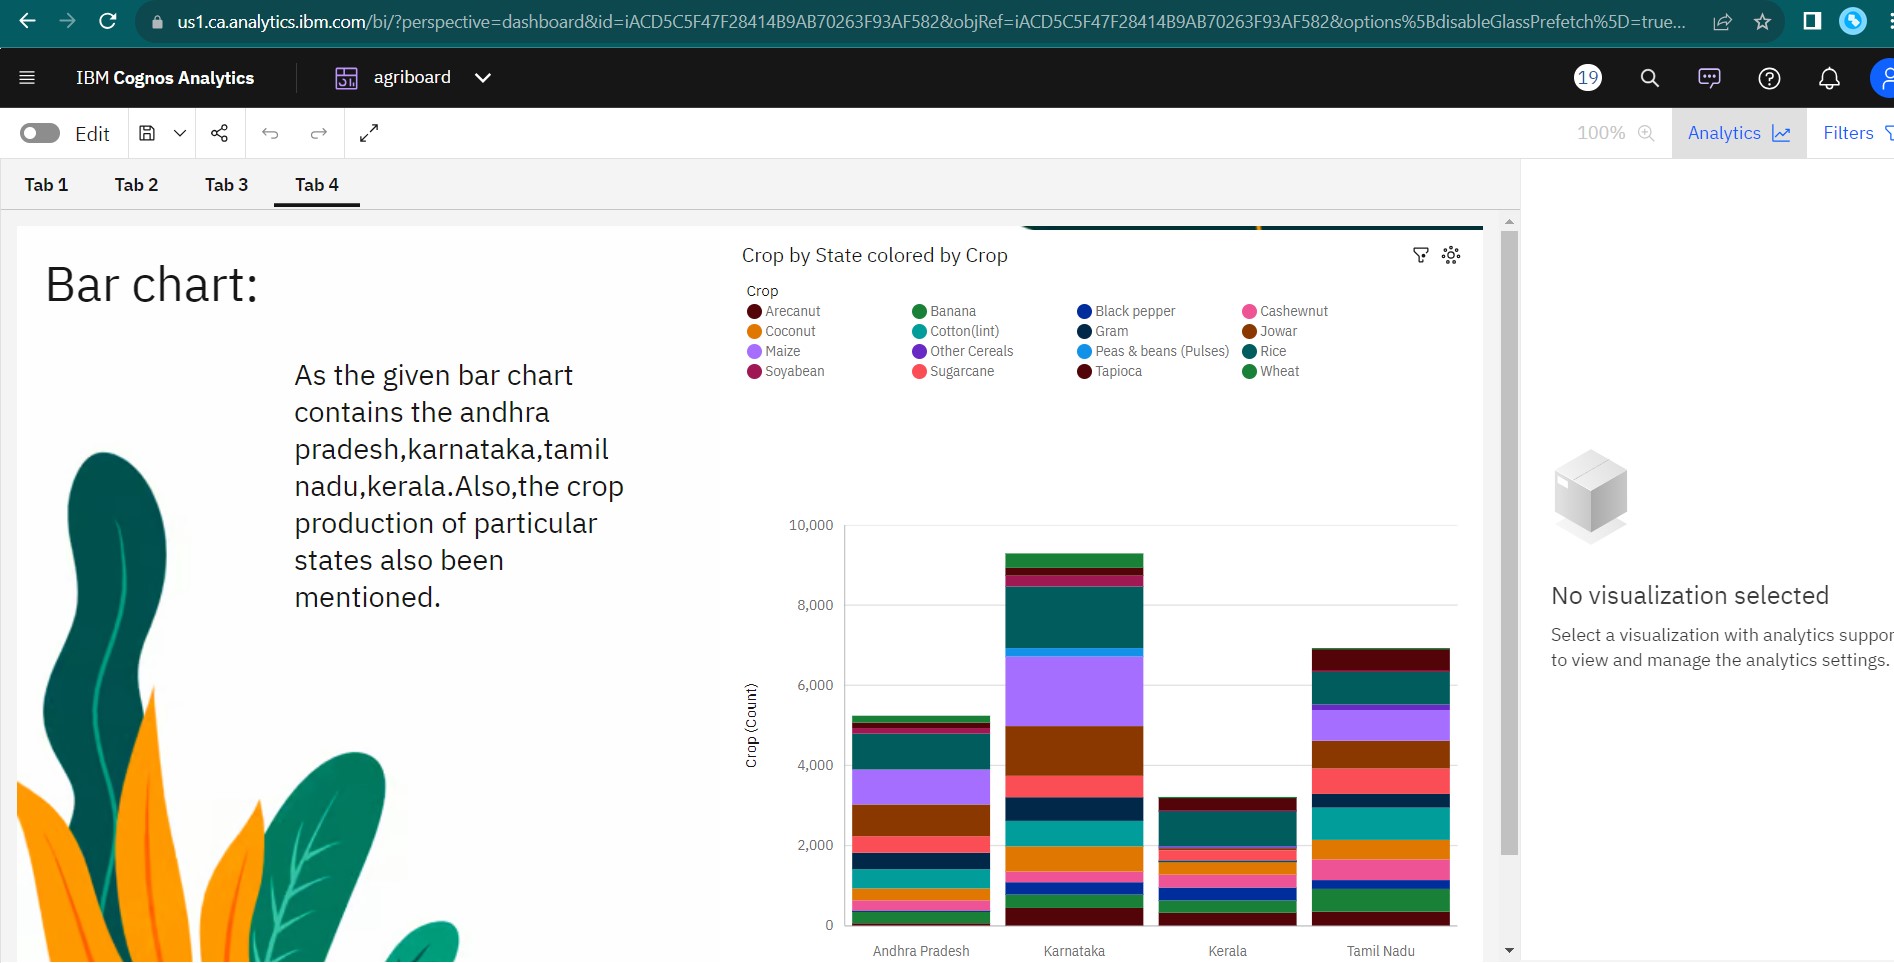 us1.ca.analytics.ibm.com/bi/?perspective=dashboard&id=iACD5C5F47F28414B9AB70263F93AF582&objRef=iACD5C5F47F28414B9AB70263F93AF582&options%5BdisableGlassPrefetch%5D=true...
IBM Cognos Analytics
agriboard
19
Edit
100%
Analytics
Filters
Tab 1
Tab 2
Tab 3
Tab 4
Bar chart:
As the given bar chart
contains the andhra
pradesh,karnataka,tamil
nadu,kerala.Also,the crop
production of particular
states also been
mentioned.
Crop by State colored by Crop
Crop
Arecanut
Banana
Black pepper
Cashewnut
Coconut
Cotton(lint)
Gram
Jowar
Maize
Other Cereals
Peas & beans (Pulses)
Rice
Soyabean
Sugarcane
Tapioca
Wheat
10,000
8,000
6,000
4,000
2,000
0
Crop (Count)
Andhra Pradesh
Karnataka
Kerala
Tamil Nadu
No visualization selected
Select a visualization with analytics suppor
to view and manage the analytics settings.